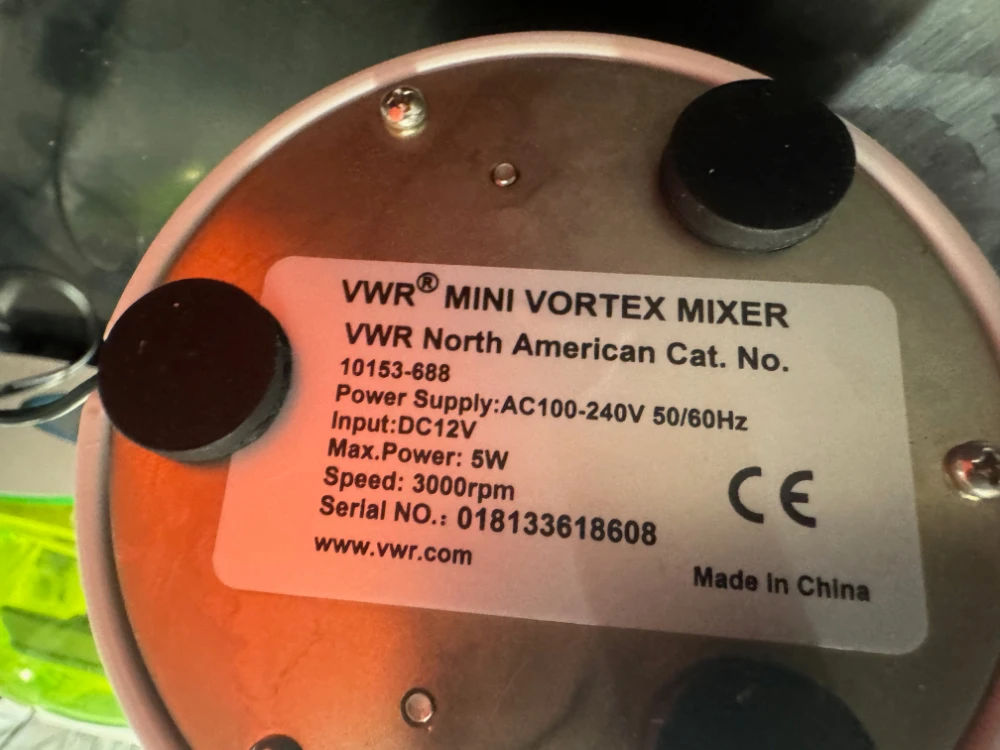 VWR® MINI VORTEX MIXER
VWR North American Cat. No.
10153-688
Power Supply:AC100-240V 50/60Hz
Input:DC12V
Max.Power: 5W
Speed: 3000rpm
Serial NO.: 018133618608
www.vwr.com
CE
Made In China